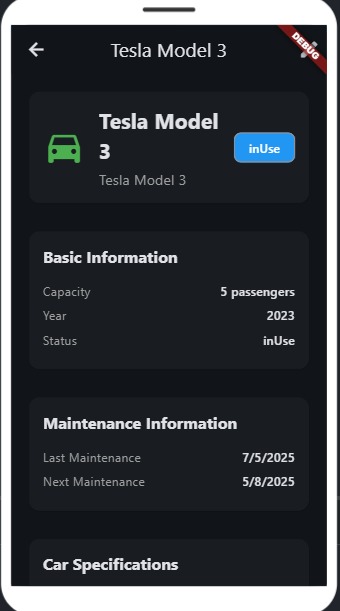 Tesla Model 3
DEBUG
Tesla Model
3
inUse
Tesla Model 3
Basic Information
Capacity 5 passengers
Year 2023
Status inUse
Maintenance Information
Last Maintenance 7/5/2025
Next Maintenance 5/8/2025
Car Specifications